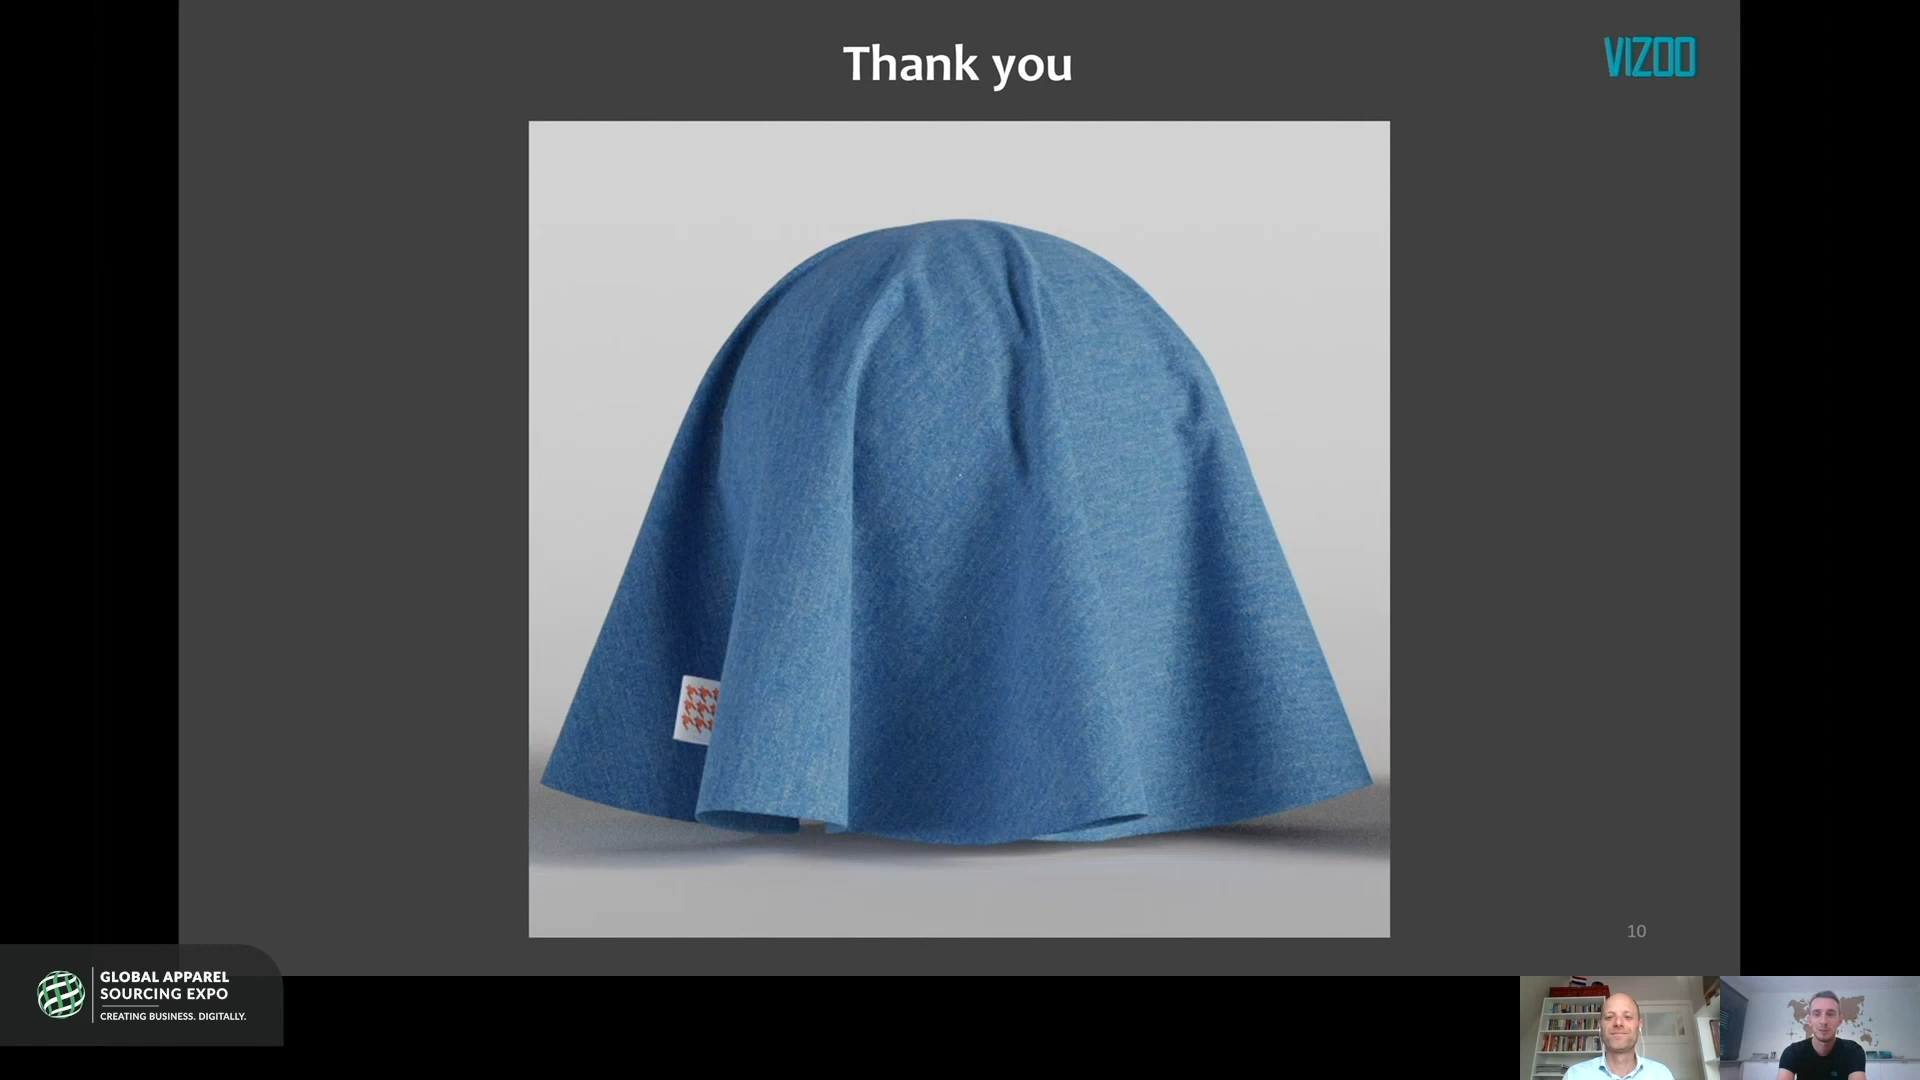 Thank you
VIZOO
10
GLOBAL APPAREL
SOURCING EXPO
CREATING BUSINESS. DIGITALLY.